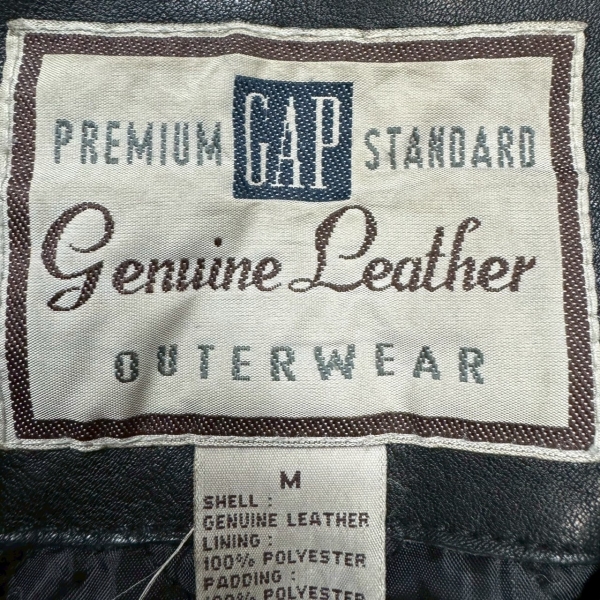 PREMIUM GAP STANDARD
Genuine Leather
OUTERWEAR
M
SHELL :
GENUINE LEATHER
LINING :
100% POLYESTER
PADDING :
100% POLYESTER